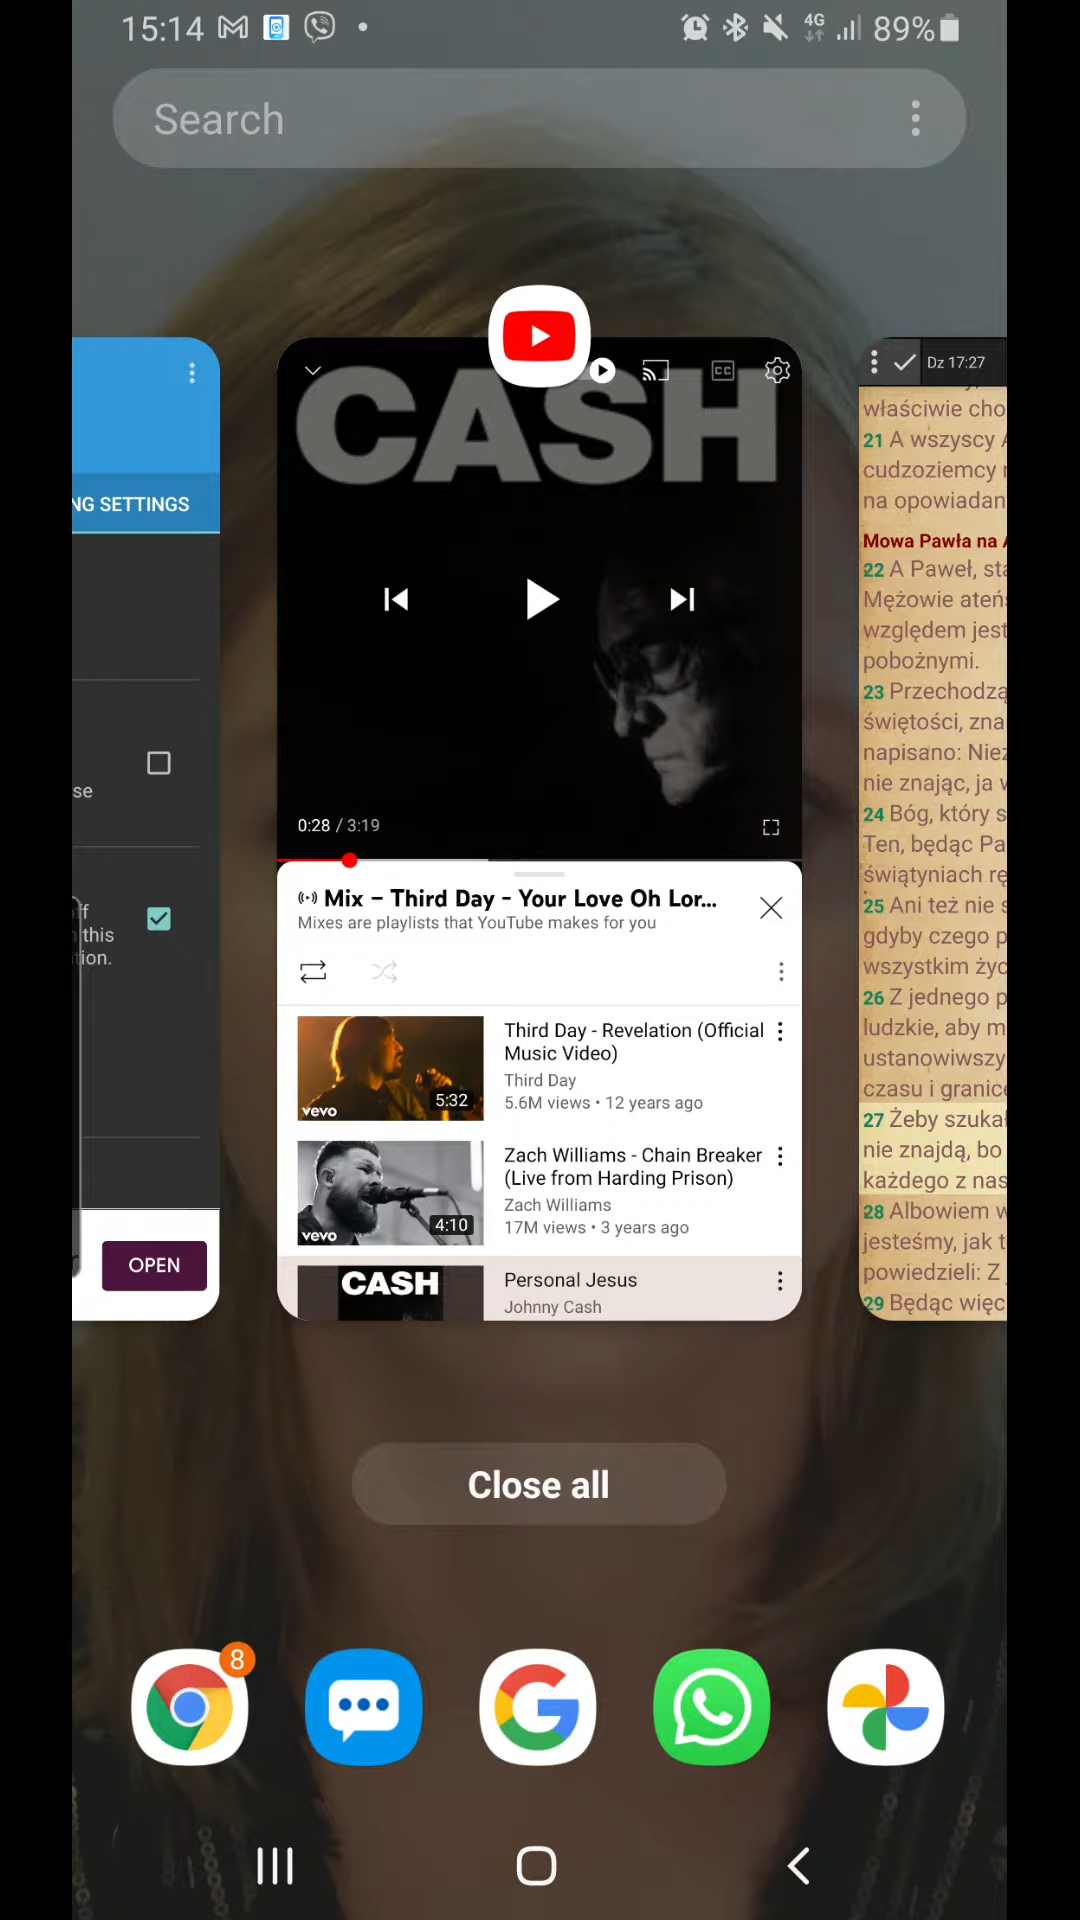 15:14
4G
89%
Search
NG SETTINGS
se
this
OPEN
CASH
CC
0:28 / 3:19
Mix – Third Day - Your Love Oh Lor...
Mixes are playlists that YouTube makes for you
5:32
vevo
Third Day - Revelation (Official
Music Video)
Third Day
5.6M views • 12 years ago
4:10
vevo
Zach Williams - Chain Breaker
(Live from Harding Prison)
Zach Williams
17M views • 3 years ago
CASH
Personal Jesus
Johnny Cash
Dz 17:27
właściwie cho
21 A wszyscy
cudzoziemcy
na opowiadan
Mowa Pawła na
22 A Paweł, sta
Mężowie ateń
względem jest
pobożnymi.
23 Przechodzą
świętości, zna
napisano: Niez
nie znając, ja w
24 Bóg, który s
Ten, będąc Pa
świątyniach rę
25 Ani też nie s
gdyby czego p
wszystkim życ
26 Z jednego p
ludzkie, aby m
ustanowiwszy
czasu i granice
27 Żeby szukal
nie znajdą, bo
każdego z nas
28 Albowiem w
jesteśmy, jak t
powiedzieli: Z
29 Będąc więc
Close all
8